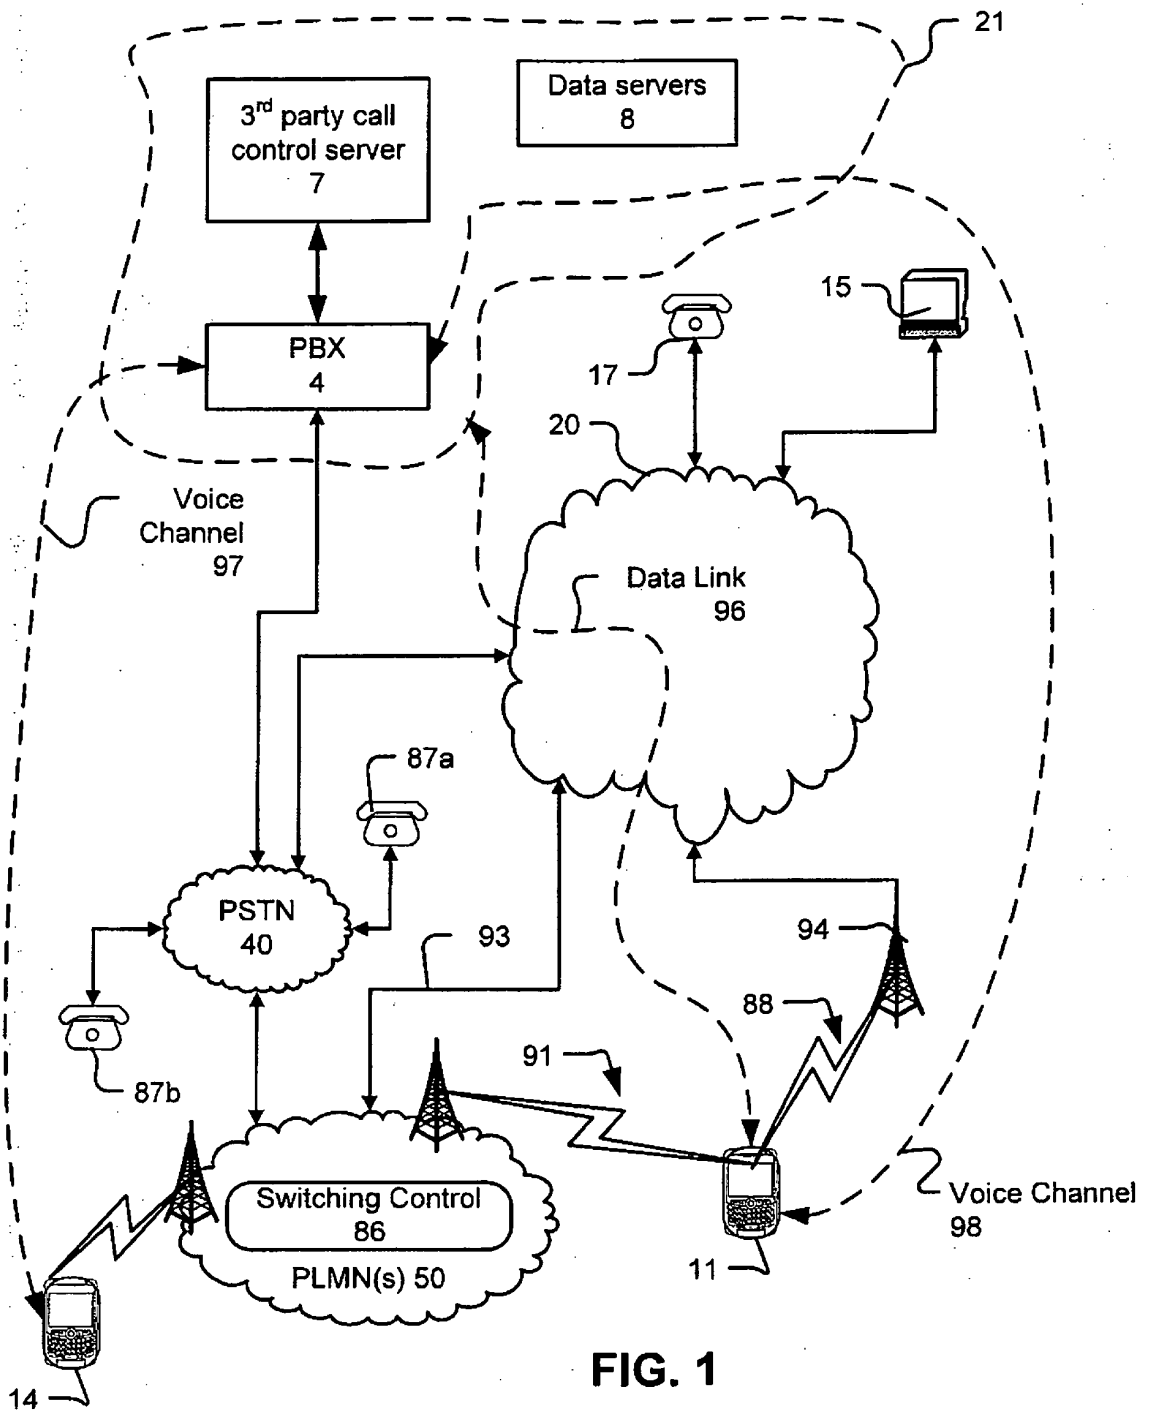 21
3rd party call
control server
7
Data servers
8
PBX
4
15
17
20
Voice
Channel
97
Data Link
96
87a
PSTN
40
93
94
88
91
87b
Switching Control
86
PLMN(s) 50
Voice Channel
98
11
14
FIG. 1